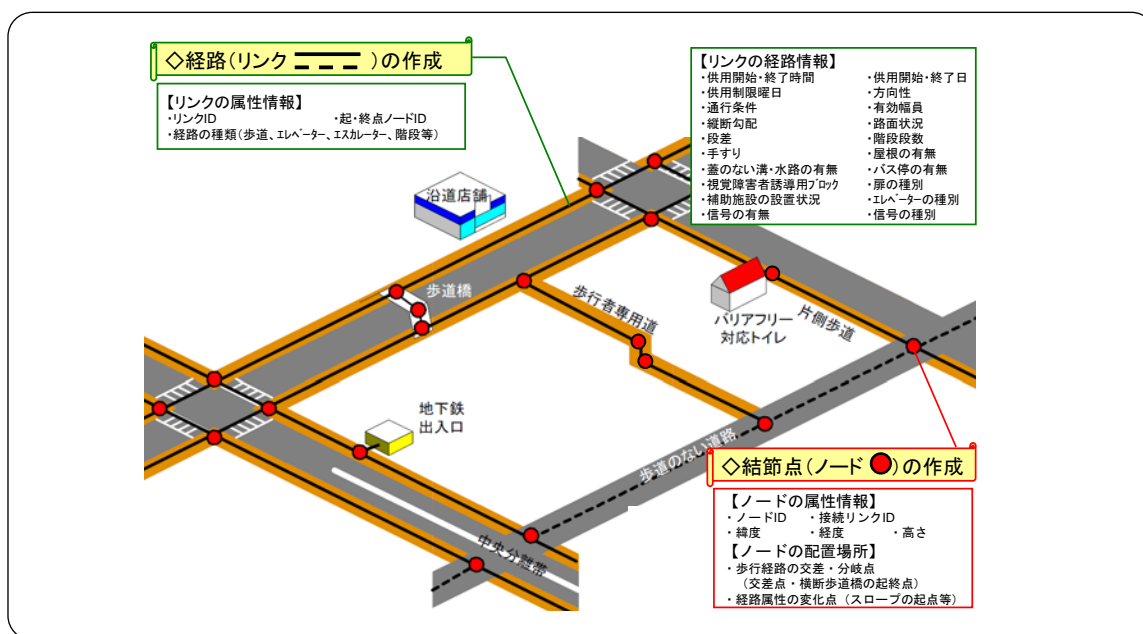 ◇経路(リンク    )の作成
【リンクの属性情報】
・リンクID ・起・終点ノードID
・経路の種類(歩道、エレベーター、エスカレーター、階段等)
【リンクの経路情報】
・供用開始・終了時間 ・供用開始・終了日
・供用制限曜日 ・方向性
・通行条件 ・有効幅員
・縦断勾配 ・路面状況
・段差 ・階段段数
・手すり ・屋根の有無
・蓋のない溝・水路の有無 ・バス停の有無
・視覚障害者誘導用ブロック ・扉の種別
・補助施設の設置状況 ・エレベーターの種別
・信号の有無 ・信号の種別
沿道店舗
歩道橋
歩行者専用道
バリアフリー
対応トイレ
片側歩道
地下鉄
出入口
歩道のない道路
中央分離帯
◇結節点(ノード )の作成
【ノードの属性情報】
・ノードID ・接続リンクID
・緯度 ・経度 ・高さ
【ノードの配置場所】
・歩行経路の交差・分岐点
(交差点・横断歩道橋の起終点)
・経路属性の変化点(スロープの起点等)